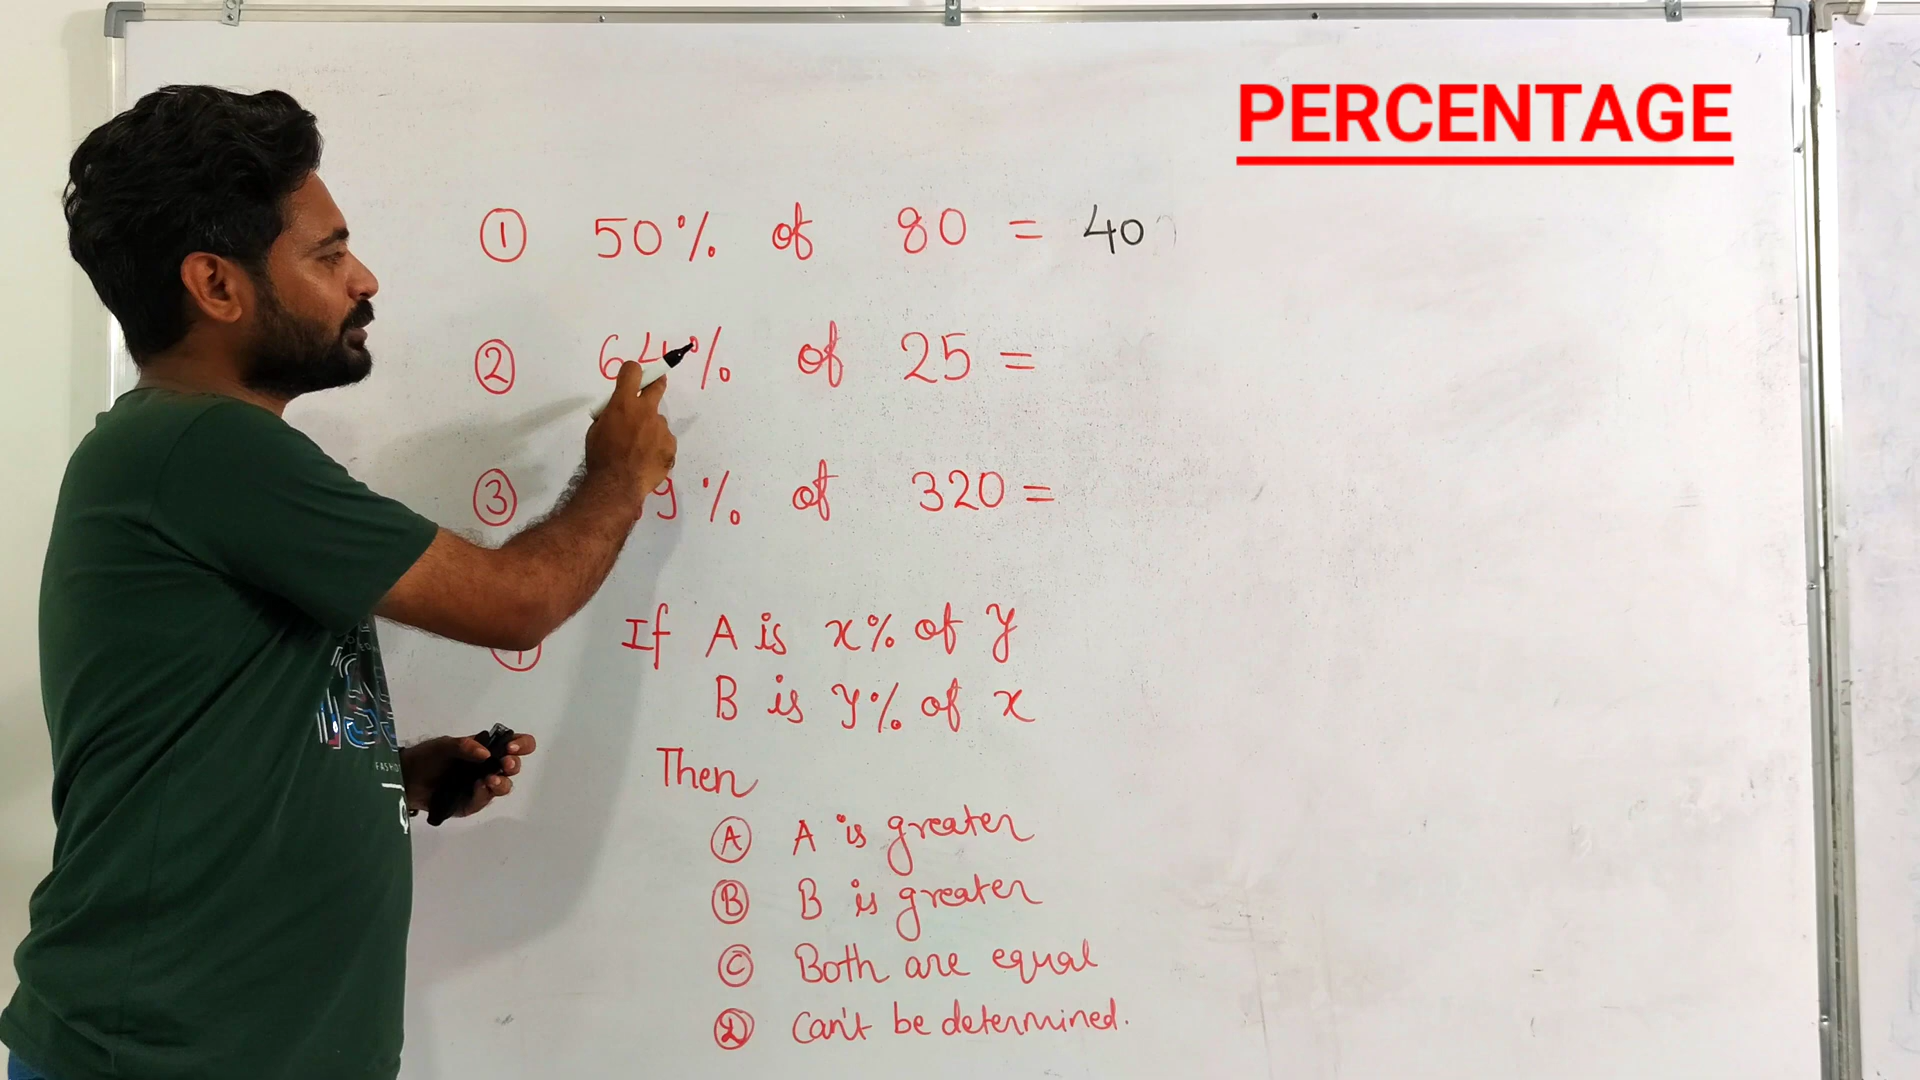 PERCENTAGE
① 50% of 80 = 40
② 64% of 25 =
③ 9% of 320 =
If A is x% of y
B is y% of x
Then
Ⓐ A is greater
Ⓑ B is greater
Ⓒ Both are equal
Ⓓ Can't be determined.